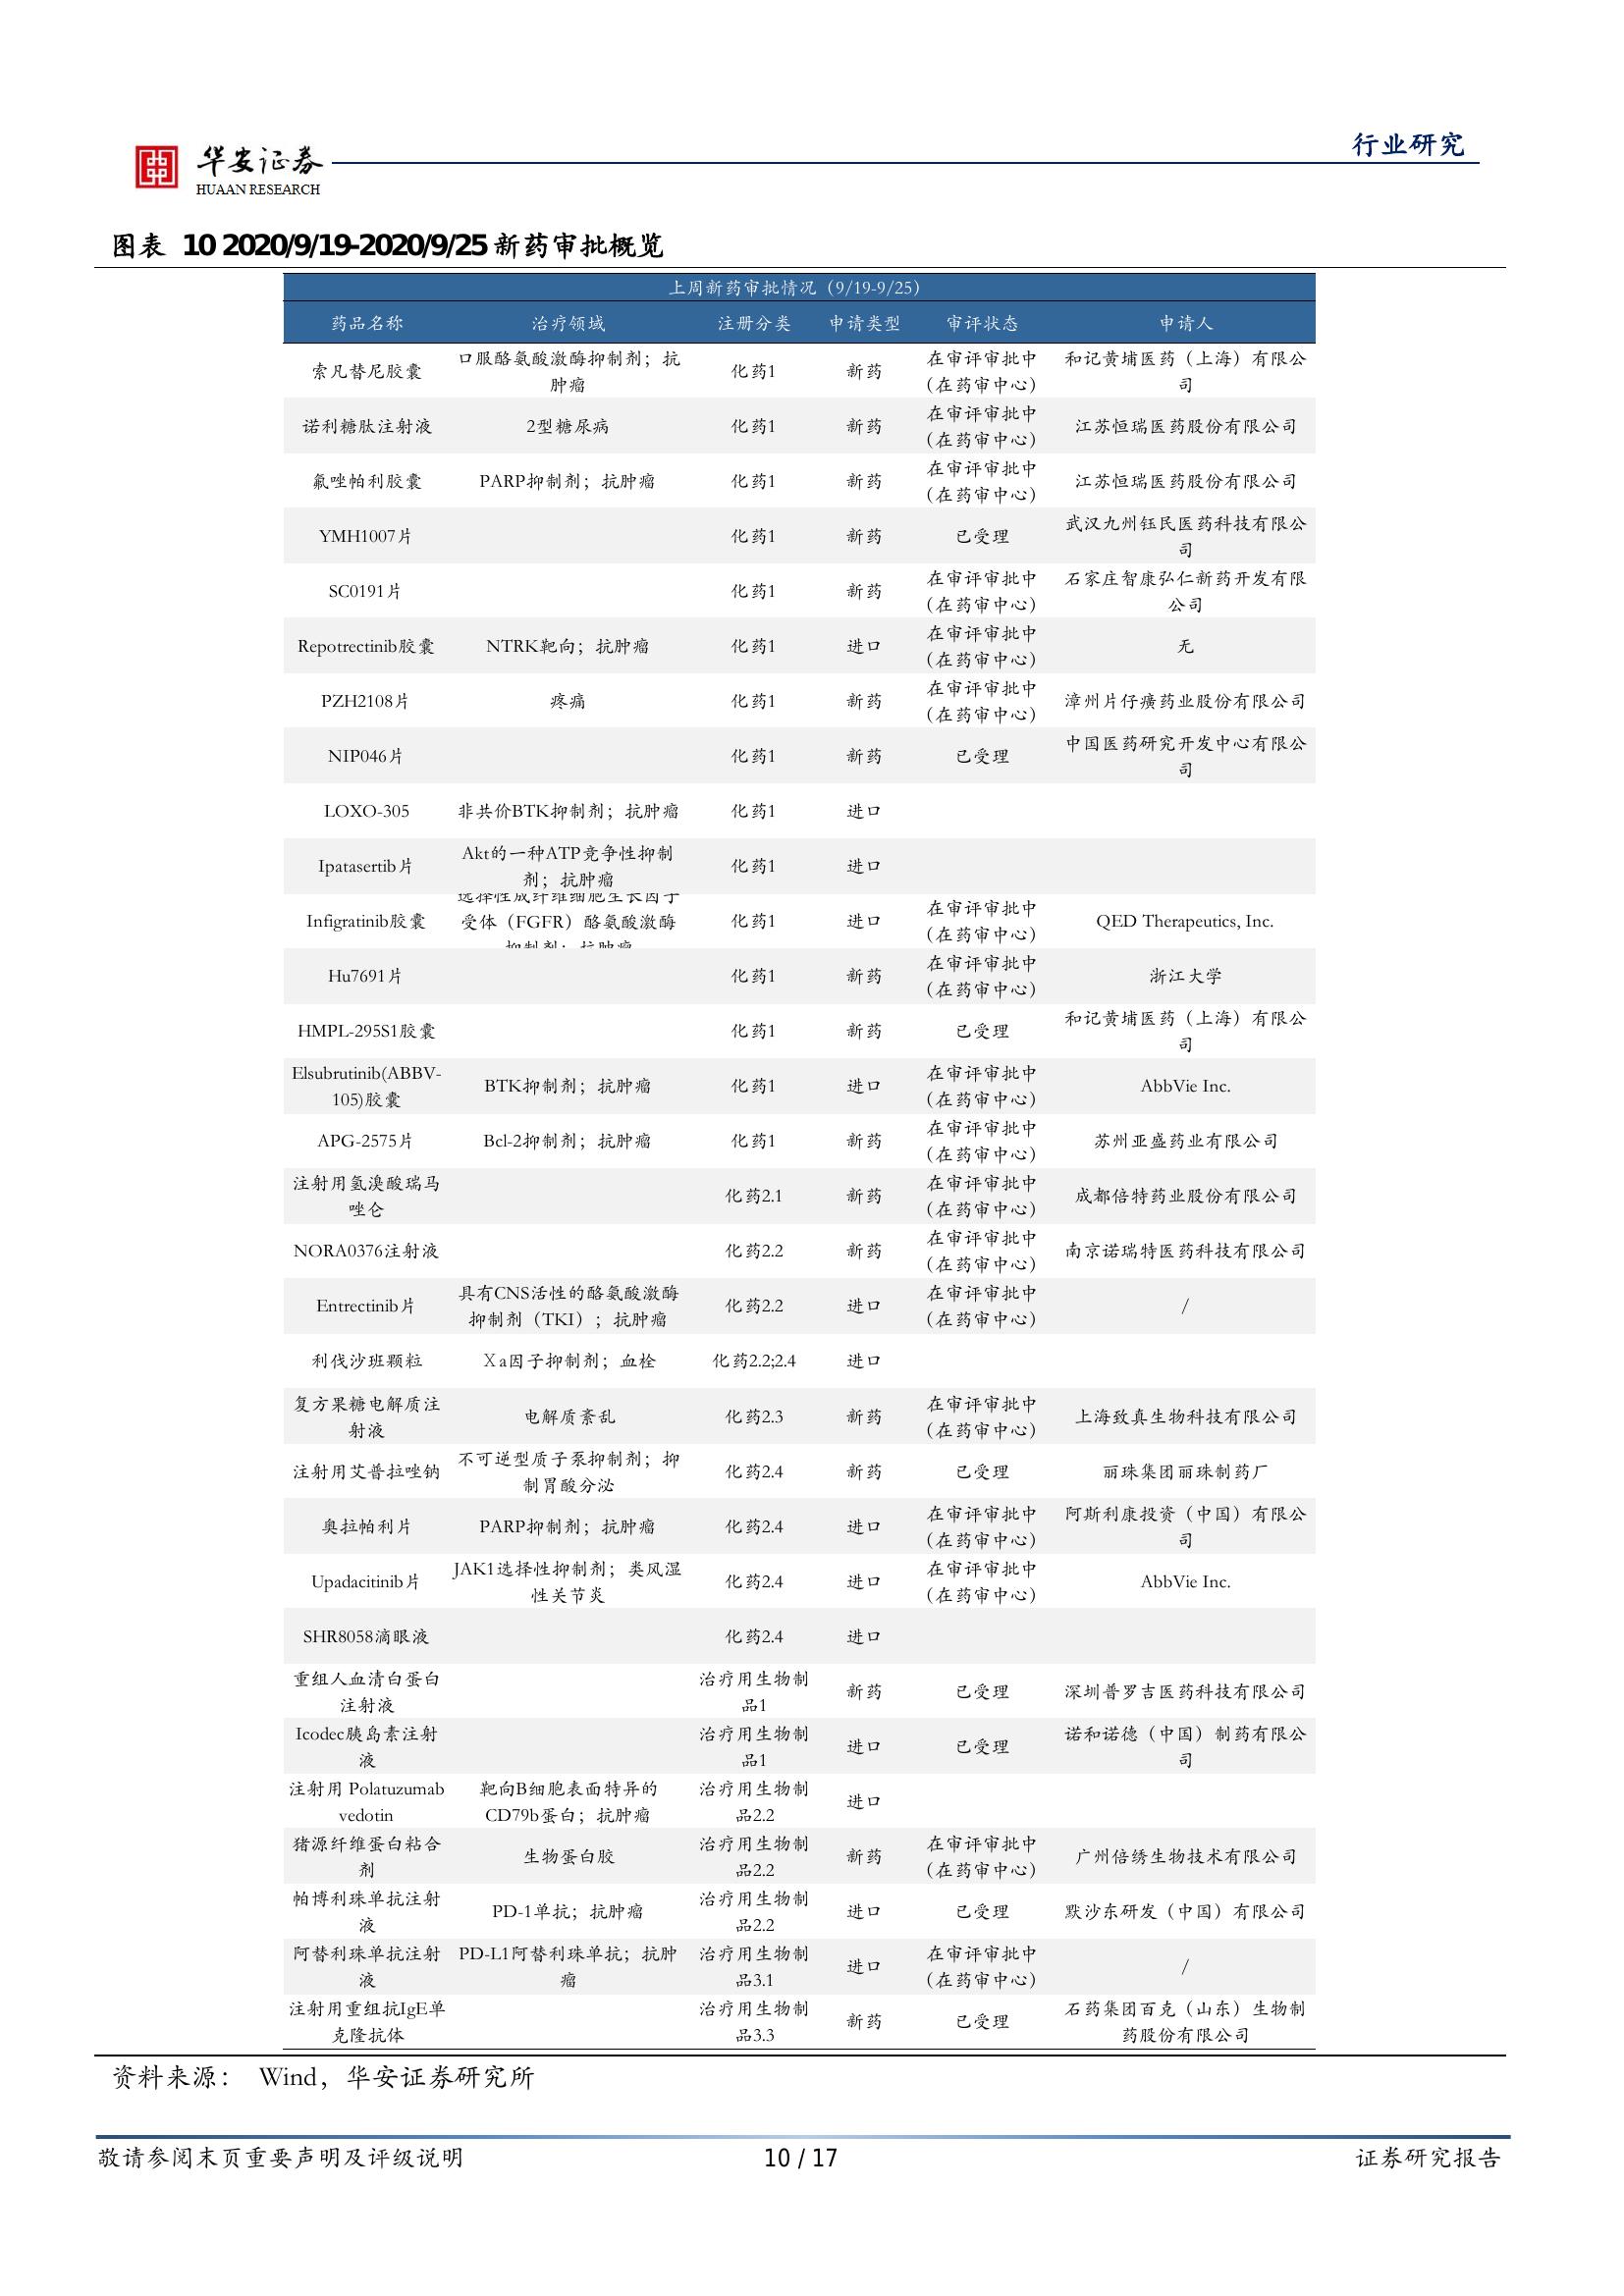 行业研究
华安证券
HUAAN RESEARCH
图表 10 2020/9/19-2020/9/25 新药审批概览
上周新药审批情况（9/19-9/25）
药品名称 治疗领域 注册分类 申请类型 审评状态 申请人
索凡替尼胶囊 口服酪氨酸激酶抑制剂；抗肿瘤 化药1 新药 在审评审批中（在药审中心） 和记黄埔医药（上海）有限公司
诺利糖肽注射液 2型糖尿病 化药1 新药 在审评审批中（在药审中心） 江苏恒瑞医药股份有限公司
氟唑帕利胶囊 PARP抑制剂；抗肿瘤 化药1 新药 在审评审批中（在药审中心） 江苏恒瑞医药股份有限公司
YMH1007片 化药1 新药 已受理 武汉九州钰民医药科技有限公司
SC0191片 化药1 新药 在审评审批中（在药审中心） 石家庄智康弘仁新药开发有限公司
Repotrectinib胶囊 NTRK靶向；抗肿瘤 化药1 进口 在审评审批中（在药审中心） 无
PZH2108片 疼痛 化药1 新药 在审评审批中（在药审中心） 漳州片仔癀药业股份有限公司
NIP046片 化药1 新药 已受理 中国医药研究开发中心有限公司
LOXO-305 非共价BTK抑制剂；抗肿瘤 化药1 进口
Ipatasertib片 Akt的一种ATP竞争性抑制剂；抗肿瘤 化药1 进口
Infigratinib胶囊 选择性成纤维细胞生长因子受体（FGFR）酪氨酸激酶抑制剂；抗肿瘤 化药1 进口 在审评审批中（在药审中心） QED Therapeutics, Inc.
Hu7691片 化药1 新药 在审评审批中（在药审中心） 浙江大学
HMPL-295S1胶囊 化药1 新药 已受理 和记黄埔医药（上海）有限公司
Elsubrutinib(ABBV-105)胶囊 BTK抑制剂；抗肿瘤 化药1 进口 在审评审批中（在药审中心） AbbVie Inc.
APG-2575片 Bcl-2抑制剂；抗肿瘤 化药1 新药 在审评审批中（在药审中心） 苏州亚盛药业有限公司
注射用氢溴酸瑞马唑仑 化药2.1 新药 在审评审批中（在药审中心） 成都倍特药业股份有限公司
NORA0376注射液 化药2.2 新药 在审评审批中（在药审中心） 南京诺瑞特医药科技有限公司
Entrectinib片 具有CNS活性的酪氨酸激酶抑制剂（TKI）；抗肿瘤 化药2.2 进口 在审评审批中（在药审中心） /
利伐沙班颗粒 Ⅹa因子抑制剂；血栓 化药2.2;2.4 进口
复方果糖电解质注射液 电解质紊乱 化药2.3 新药 在审评审批中（在药审中心） 上海致真生物科技有限公司
注射用艾普拉唑钠 不可逆型质子泵抑制剂；抑制胃酸分泌 化药2.4 新药 已受理 丽珠集团丽珠制药厂
奥拉帕利片 PARP抑制剂；抗肿瘤 化药2.4 进口 在审评审批中（在药审中心） 阿斯利康投资（中国）有限公司
Upadacitinib片 JAK1选择性抑制剂；类风湿性关节炎 化药2.4 进口 在审评审批中（在药审中心） AbbVie Inc.
SHR8058滴眼液 化药2.4 进口
重组人血清白蛋白注射液 治疗用生物制品1 新药 已受理 深圳普罗吉医药科技有限公司
Icodec胰岛素注射液 治疗用生物制品1 进口 已受理 诺和诺德（中国）制药有限公司
注射用 Polatuzumab vedotin 靶向B细胞表面特异的CD79b蛋白；抗肿瘤 治疗用生物制品2.2 进口
猪源纤维蛋白粘合剂 生物蛋白胶 治疗用生物制品2.2 新药 在审评审批中（在药审中心） 广州倍绣生物技术有限公司
帕博利珠单抗注射液 PD-1单抗；抗肿瘤 治疗用生物制品2.2 进口 已受理 默沙东研发（中国）有限公司
阿替利珠单抗注射液 PD-L1阿替利珠单抗；抗肿瘤 治疗用生物制品3.1 进口 在审评审批中（在药审中心） /
注射用重组抗IgE单克隆抗体 治疗用生物制品3.3 新药 已受理 石药集团百克（山东）生物制药股份有限公司
资料来源： Wind，华安证券研究所
敬请参阅末页重要声明及评级说明 10 / 17 证券研究报告